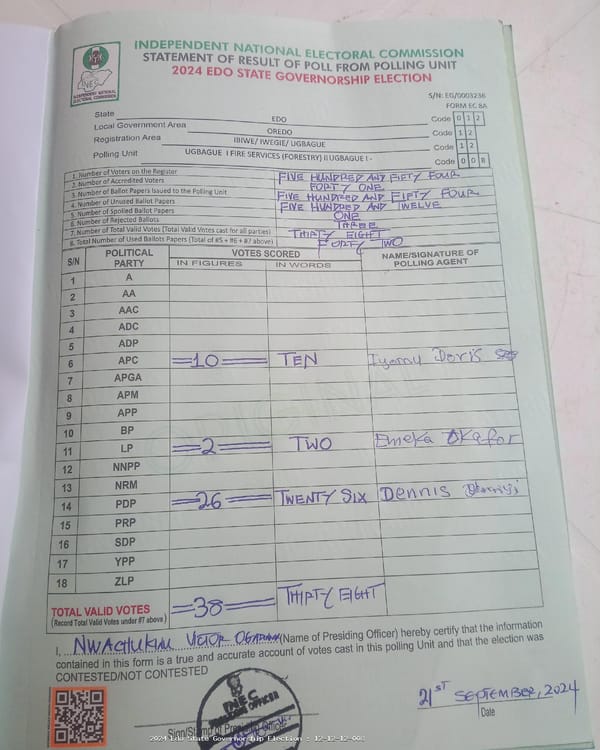 INDEPENDENT NATIONAL ELECTORAL COMMISSION
STATEMENT OF RESULT OF POLL FROM POLLING UNIT
2024 EDO STATE GOVERNORSHIP ELECTION
INEC
INDEPENDENT NATIONAL ELECTORAL COMMISSION
S/N: EG/0003236
FORM EC 8A
State EDO Code 0 1 2
Local Government Area OREDO Code 1 2
Registration Area IBIWE/ IWEGIE/ UGBAGUE Code 1 2
Polling Unit UGBAGUE I FIRE SERVICES (FORESTRY) II UGBAGUE I - Code 0 0 8
1. Number of Voters on the Register FIVE HUNDRED AND FIFTY FOUR
2. Number of Accredited Voters FORTY ONE
3. Number of Ballot Papers Issued to the Polling Unit FIVE HUNDRED AND FIFTY FOUR
4. Number of Unused Ballot Papers FIVE HUNDRED AND TWELVE
5. Number of Spoiled Ballot Papers ONE
6. Number of Rejected Ballots THREE
7. Number of Total Valid Votes (Total Valid Votes cast for all parties) THIRTY EIGHT
8. Total Number of Used Ballots Papers (Total of #5 + #6 + #7 above) FORTY TWO
S/N POLITICAL PARTY VOTES SCORED NAME/SIGNATURE OF POLLING AGENT
IN FIGURES IN WORDS
1 A
2 AA
3 AAC
4 ADC
5 ADP
6 APC =10= TEN Doris
7 APGA
8 APM
9 APP
10 BP
11 LP =2= TWO Emeka Okafor
12 NNPP
13 NRM
14 PDP =26= TWENTY SIX Dennis
15 PRP
16 SDP
17 YPP
18 ZLP
TOTAL VALID VOTES =38= THIRTY EIGHT
(Record Total Valid Votes under #7 above)
I, VICTOR (Name of Presiding Officer) hereby certify that the information
contained in this form is a true and accurate account of votes cast in this polling Unit and that the election was
CONTESTED/NOT CONTESTED
INEC
21ST SEPTEMBER, 2024
Sign/Stamp of Presiding Officer
Date
2024 Edo State Governorship Election : 12-12-12-008